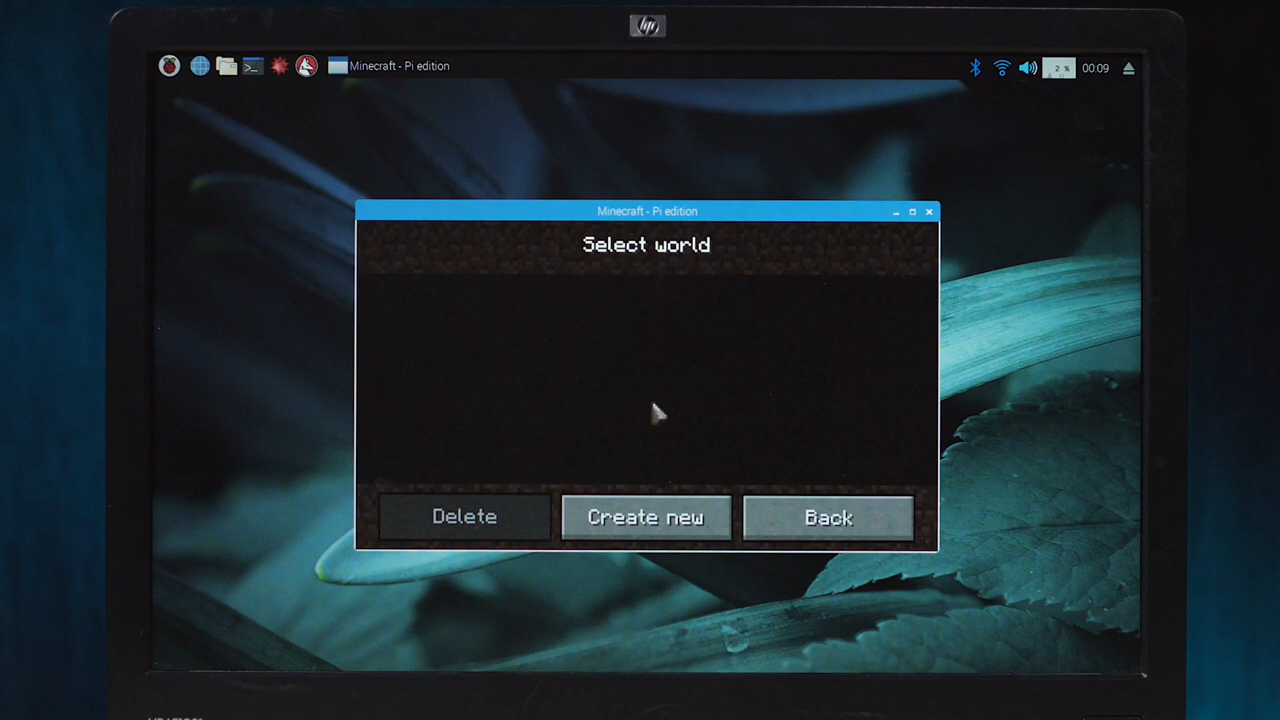 hp
Minecraft - Pi edition
2 %
00:09
Minecraft - Pi edition
Select world
Delete
Create new
Back